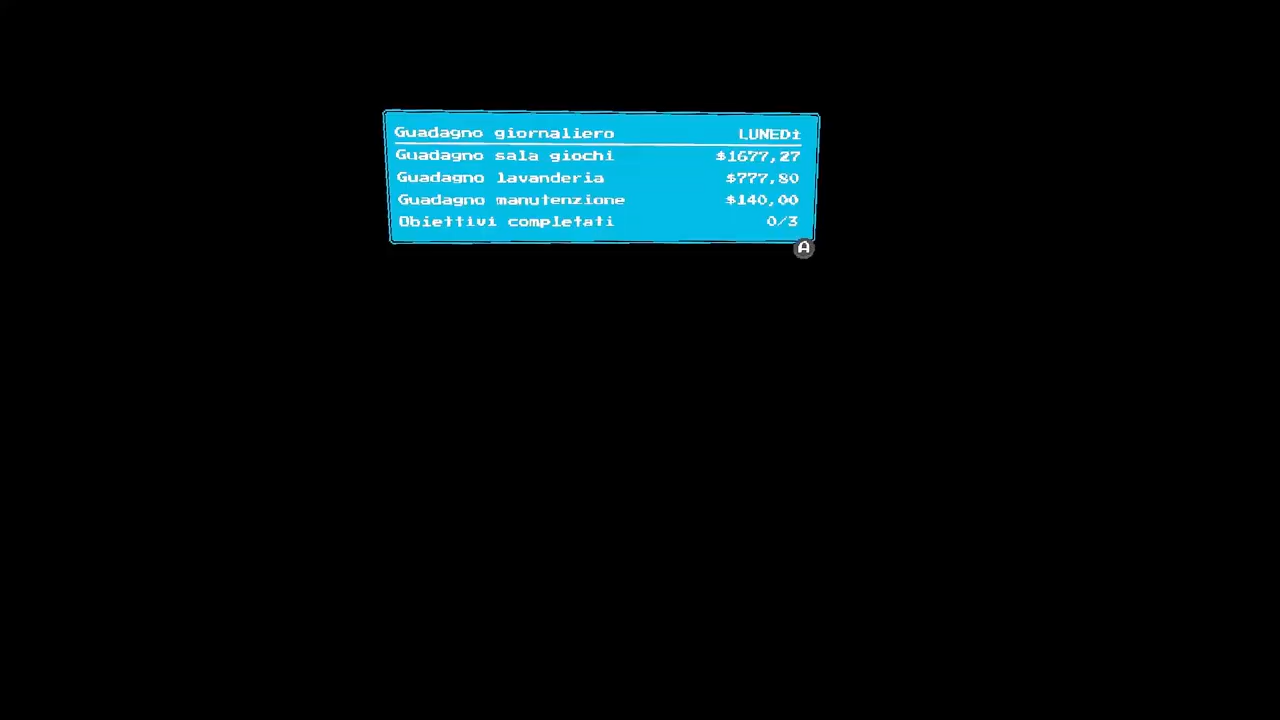 Guadagno giornaliero LUNEDì
Guadagno sala giochi $1677,27
Guadagno lavanderia $777,80
Guadagno manutenzione $140,00
Obiettivi completati 0/3
A